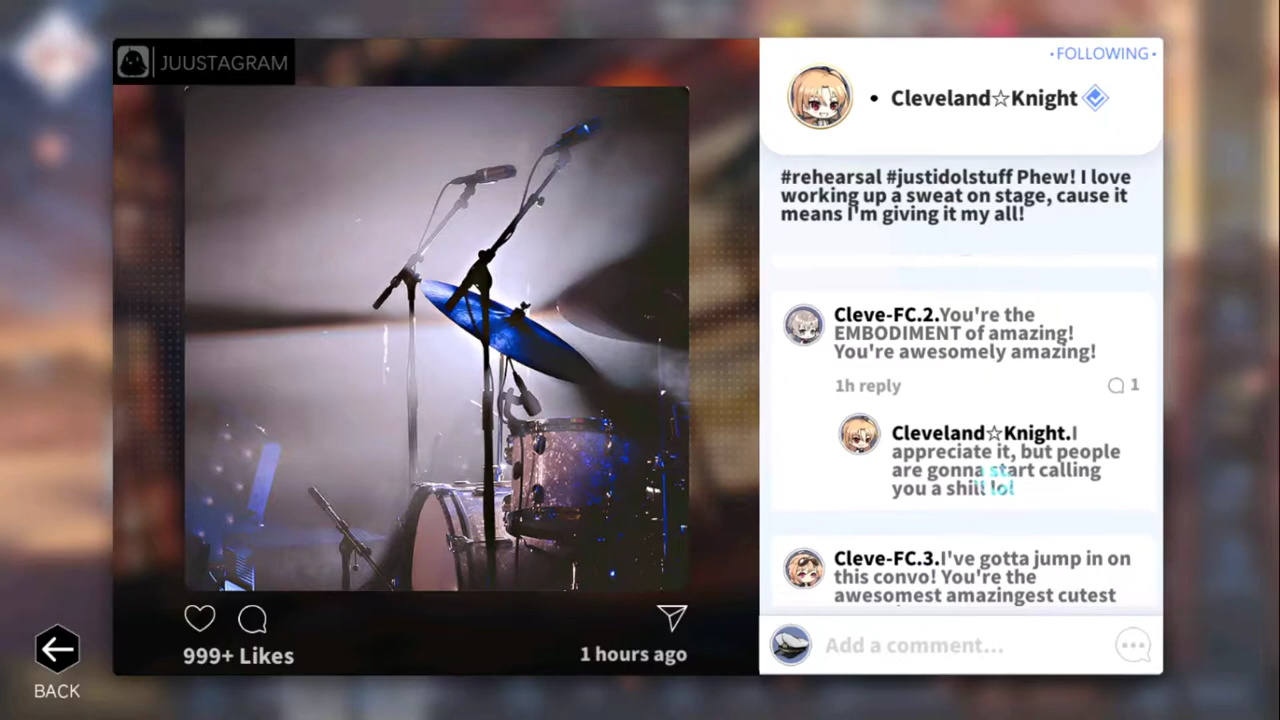 JUUSTAGRAM
999+ Likes
1 hours ago
BACK
•FOLLOWING•
• Cleveland☆Knight
#rehearsal #justidolstuff Phew! I love
working up a sweat on stage, cause it
means I'm giving it my all!
Cleve-FC.2.You're the
EMBODIMENT of amazing!
You're awesomely amazing!
1h reply
1
Cleveland☆Knight.I
appreciate it, but people
are gonna start calling
you a shill lol
Cleve-FC.3.I've gotta jump in on
this convo! You're the
awesomest amazingest cutest
Add a comment...